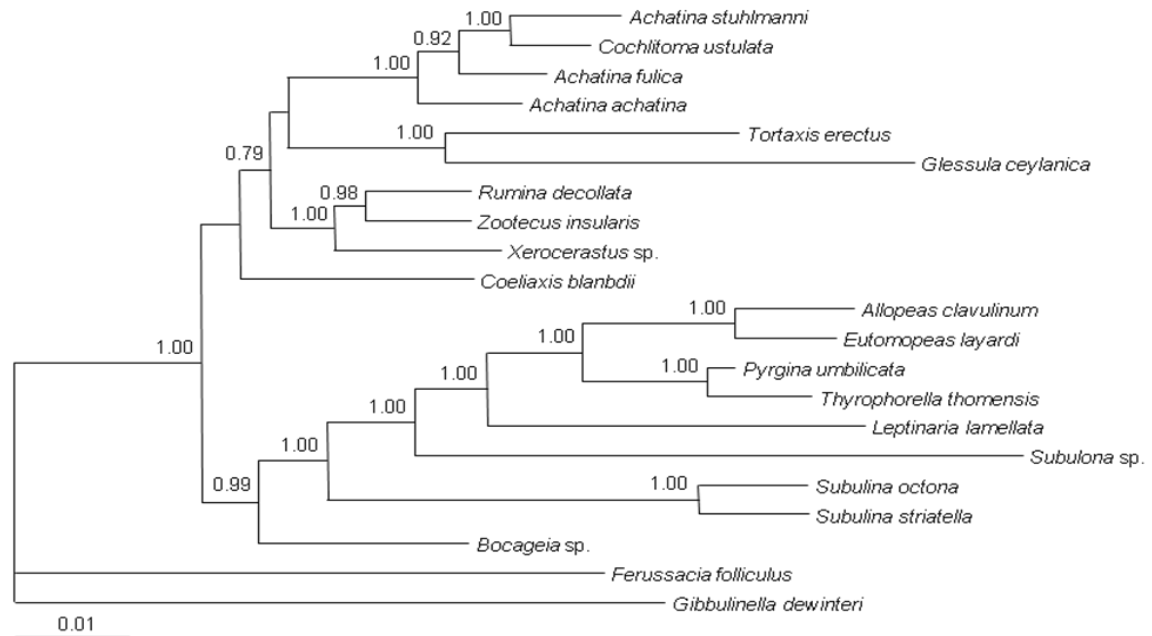 1.00
Achatina stuhlmanni
0.92
Cochlitoma ustulata
1.00
Achatina fulica
Achatina achatina
1.00
Tortaxis erectus
0.79
Glessula ceylanica
0.98
Rumina decollata
1.00
Zootecus insularis
Xerocerastus sp.
Coeliaxis blanbdii
1.00
Allopeas clavulinum
1.00
Eutomopeas layardi
1.00
1.00
Pyrgina umbilicata
1.00
Thyrophorella thomensis
1.00
Leptinaria lamellata
1.00
Subulona sp.
0.99
1.00
Subulina octona
Subulina striatella
Bocageia sp.
Ferussacia folliculus
Gibbulinella dewinteri
0.01